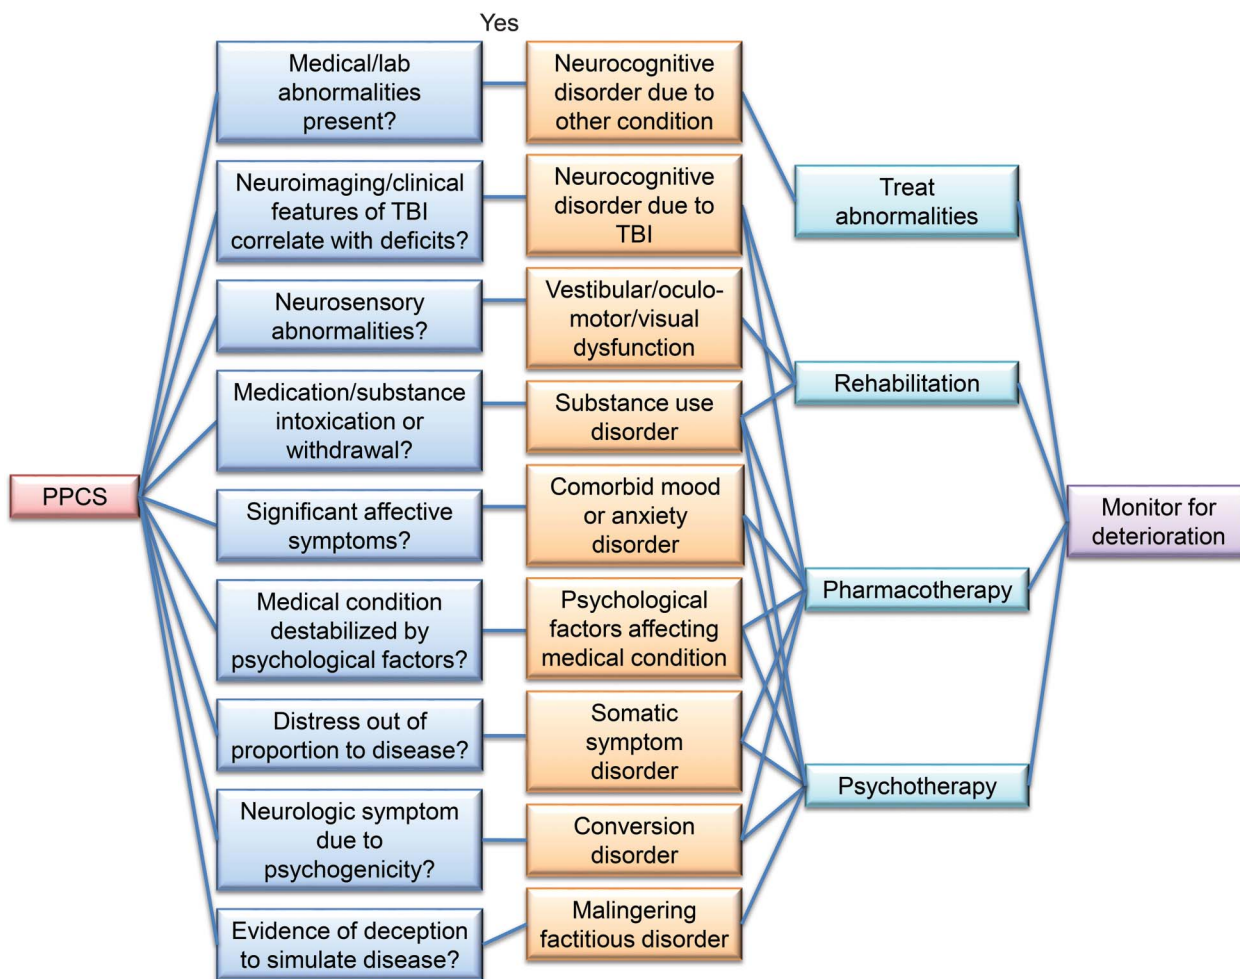 Yes
PPCS
Medical/lab
abnormalities
present?
Neuroimaging/clinical
features of TBI
correlate with deficits?
Neurosensory
abnormalities?
Medication/substance
intoxication or
withdrawal?
Significant affective
symptoms?
Medical condition
destabilized by
psychological factors?
Distress out of
proportion to disease?
Neurologic symptom
due to
psychogenicity?
Evidence of deception
to simulate disease?
Neurocognitive
disorder due to
other condition
Neurocognitive
disorder due to
TBI
Vestibular/oculo-
motor/visual
dysfunction
Substance use
disorder
Comorbid mood
or anxiety
disorder
Psychological
factors affecting
medical condition
Somatic
symptom
disorder
Conversion
disorder
Malingering
factitious disorder
Treat
abnormalities
Rehabilitation
Pharmacotherapy
Psychotherapy
Monitor for
deterioration